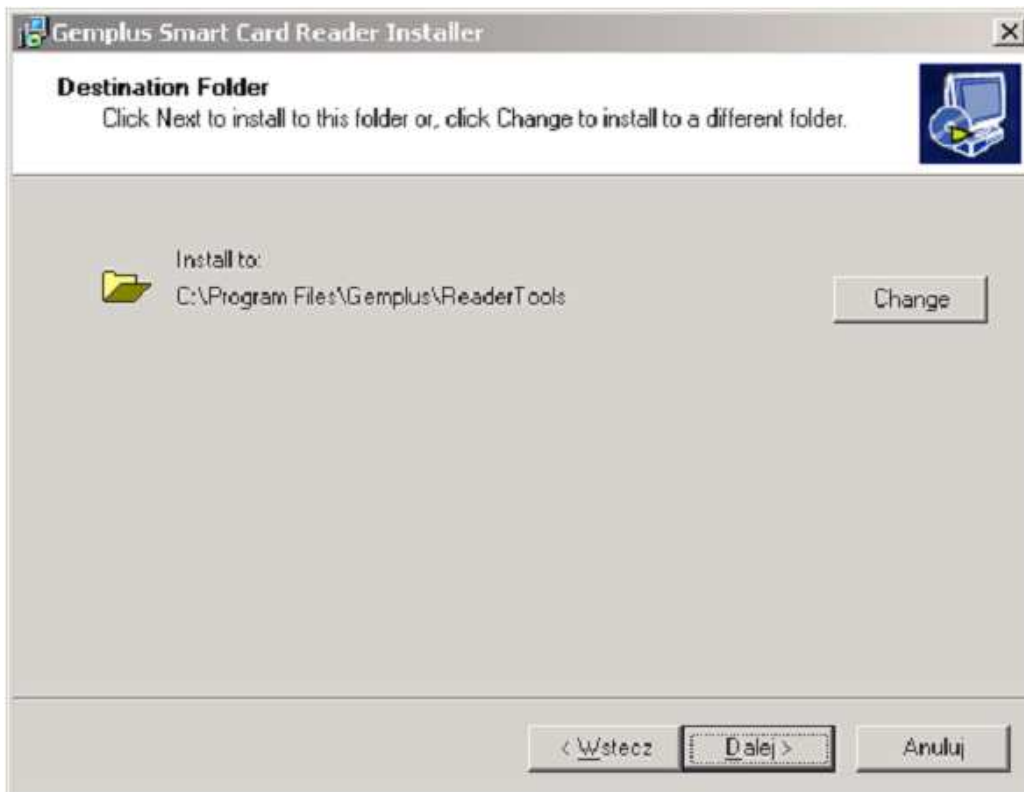 Gemplus Smart Card Reader Installer
Destination Folder
Click Next to install to this folder or, click Change to install to a different folder.
Install to:
C:\Program Files\Gemplus\ReaderTools
Change
< Wstecz
Dalej >
Anuluj